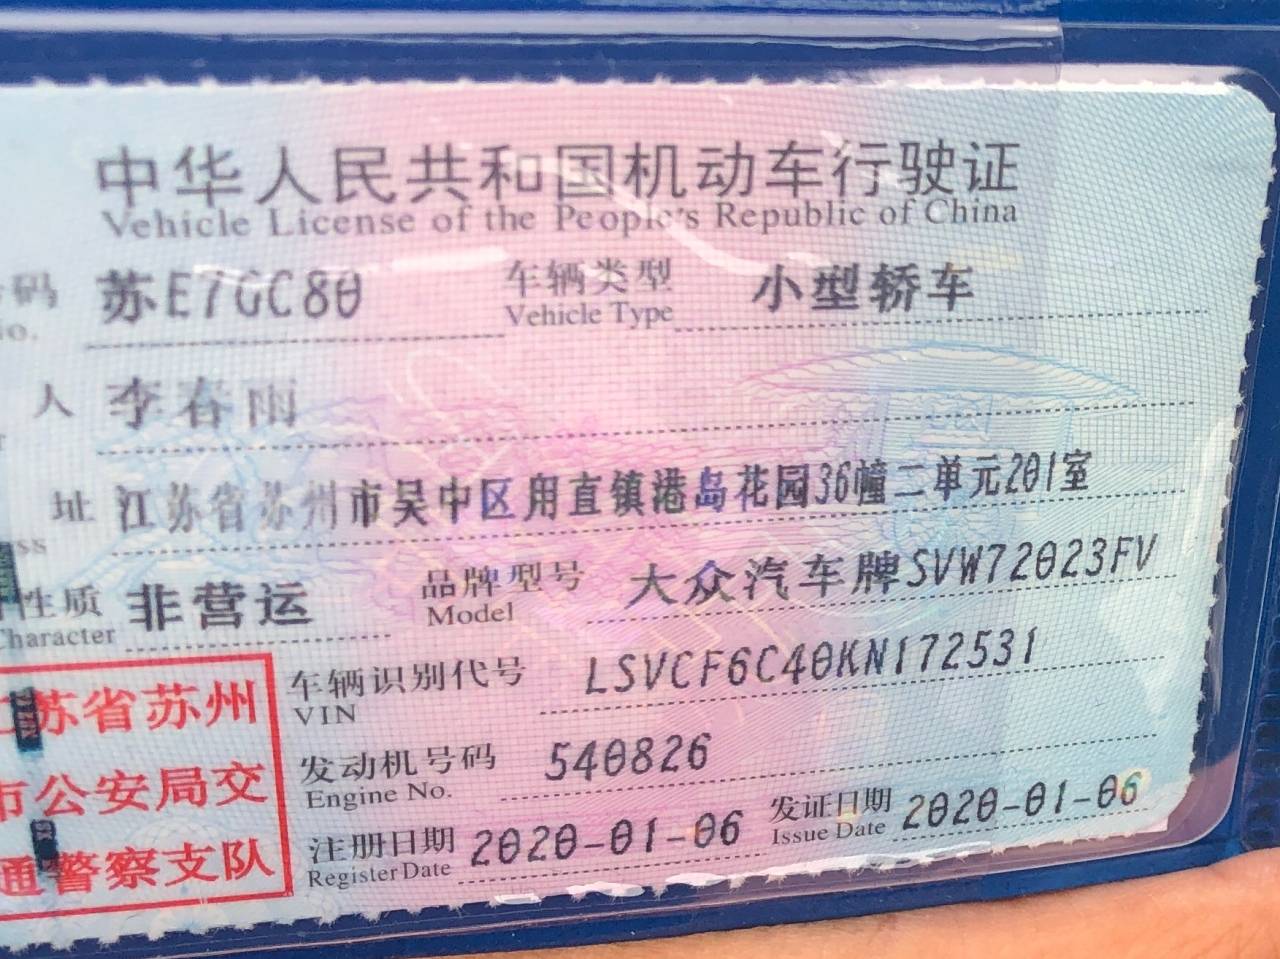 中华人民共和国机动车行驶证
Vehicle License of the People's Republic of China
号码 苏E7GC80 车辆类型 小型轿车
No. Vehicle Type
人 李春雨
址 江苏省苏州市吴中区甪直镇港岛花园36幢二单元201室
ss
性质 非营运 品牌型号 大众汽车牌SVW72023FV
Character Model
车辆识别代号 LSVCF6C40KN172531
VIN
发动机号码 540826
Engine No.
注册日期 2020-01-06 发证日期 2020-01-06
Register Date Issue Date
江苏省苏州
市公安局交
通警察支队